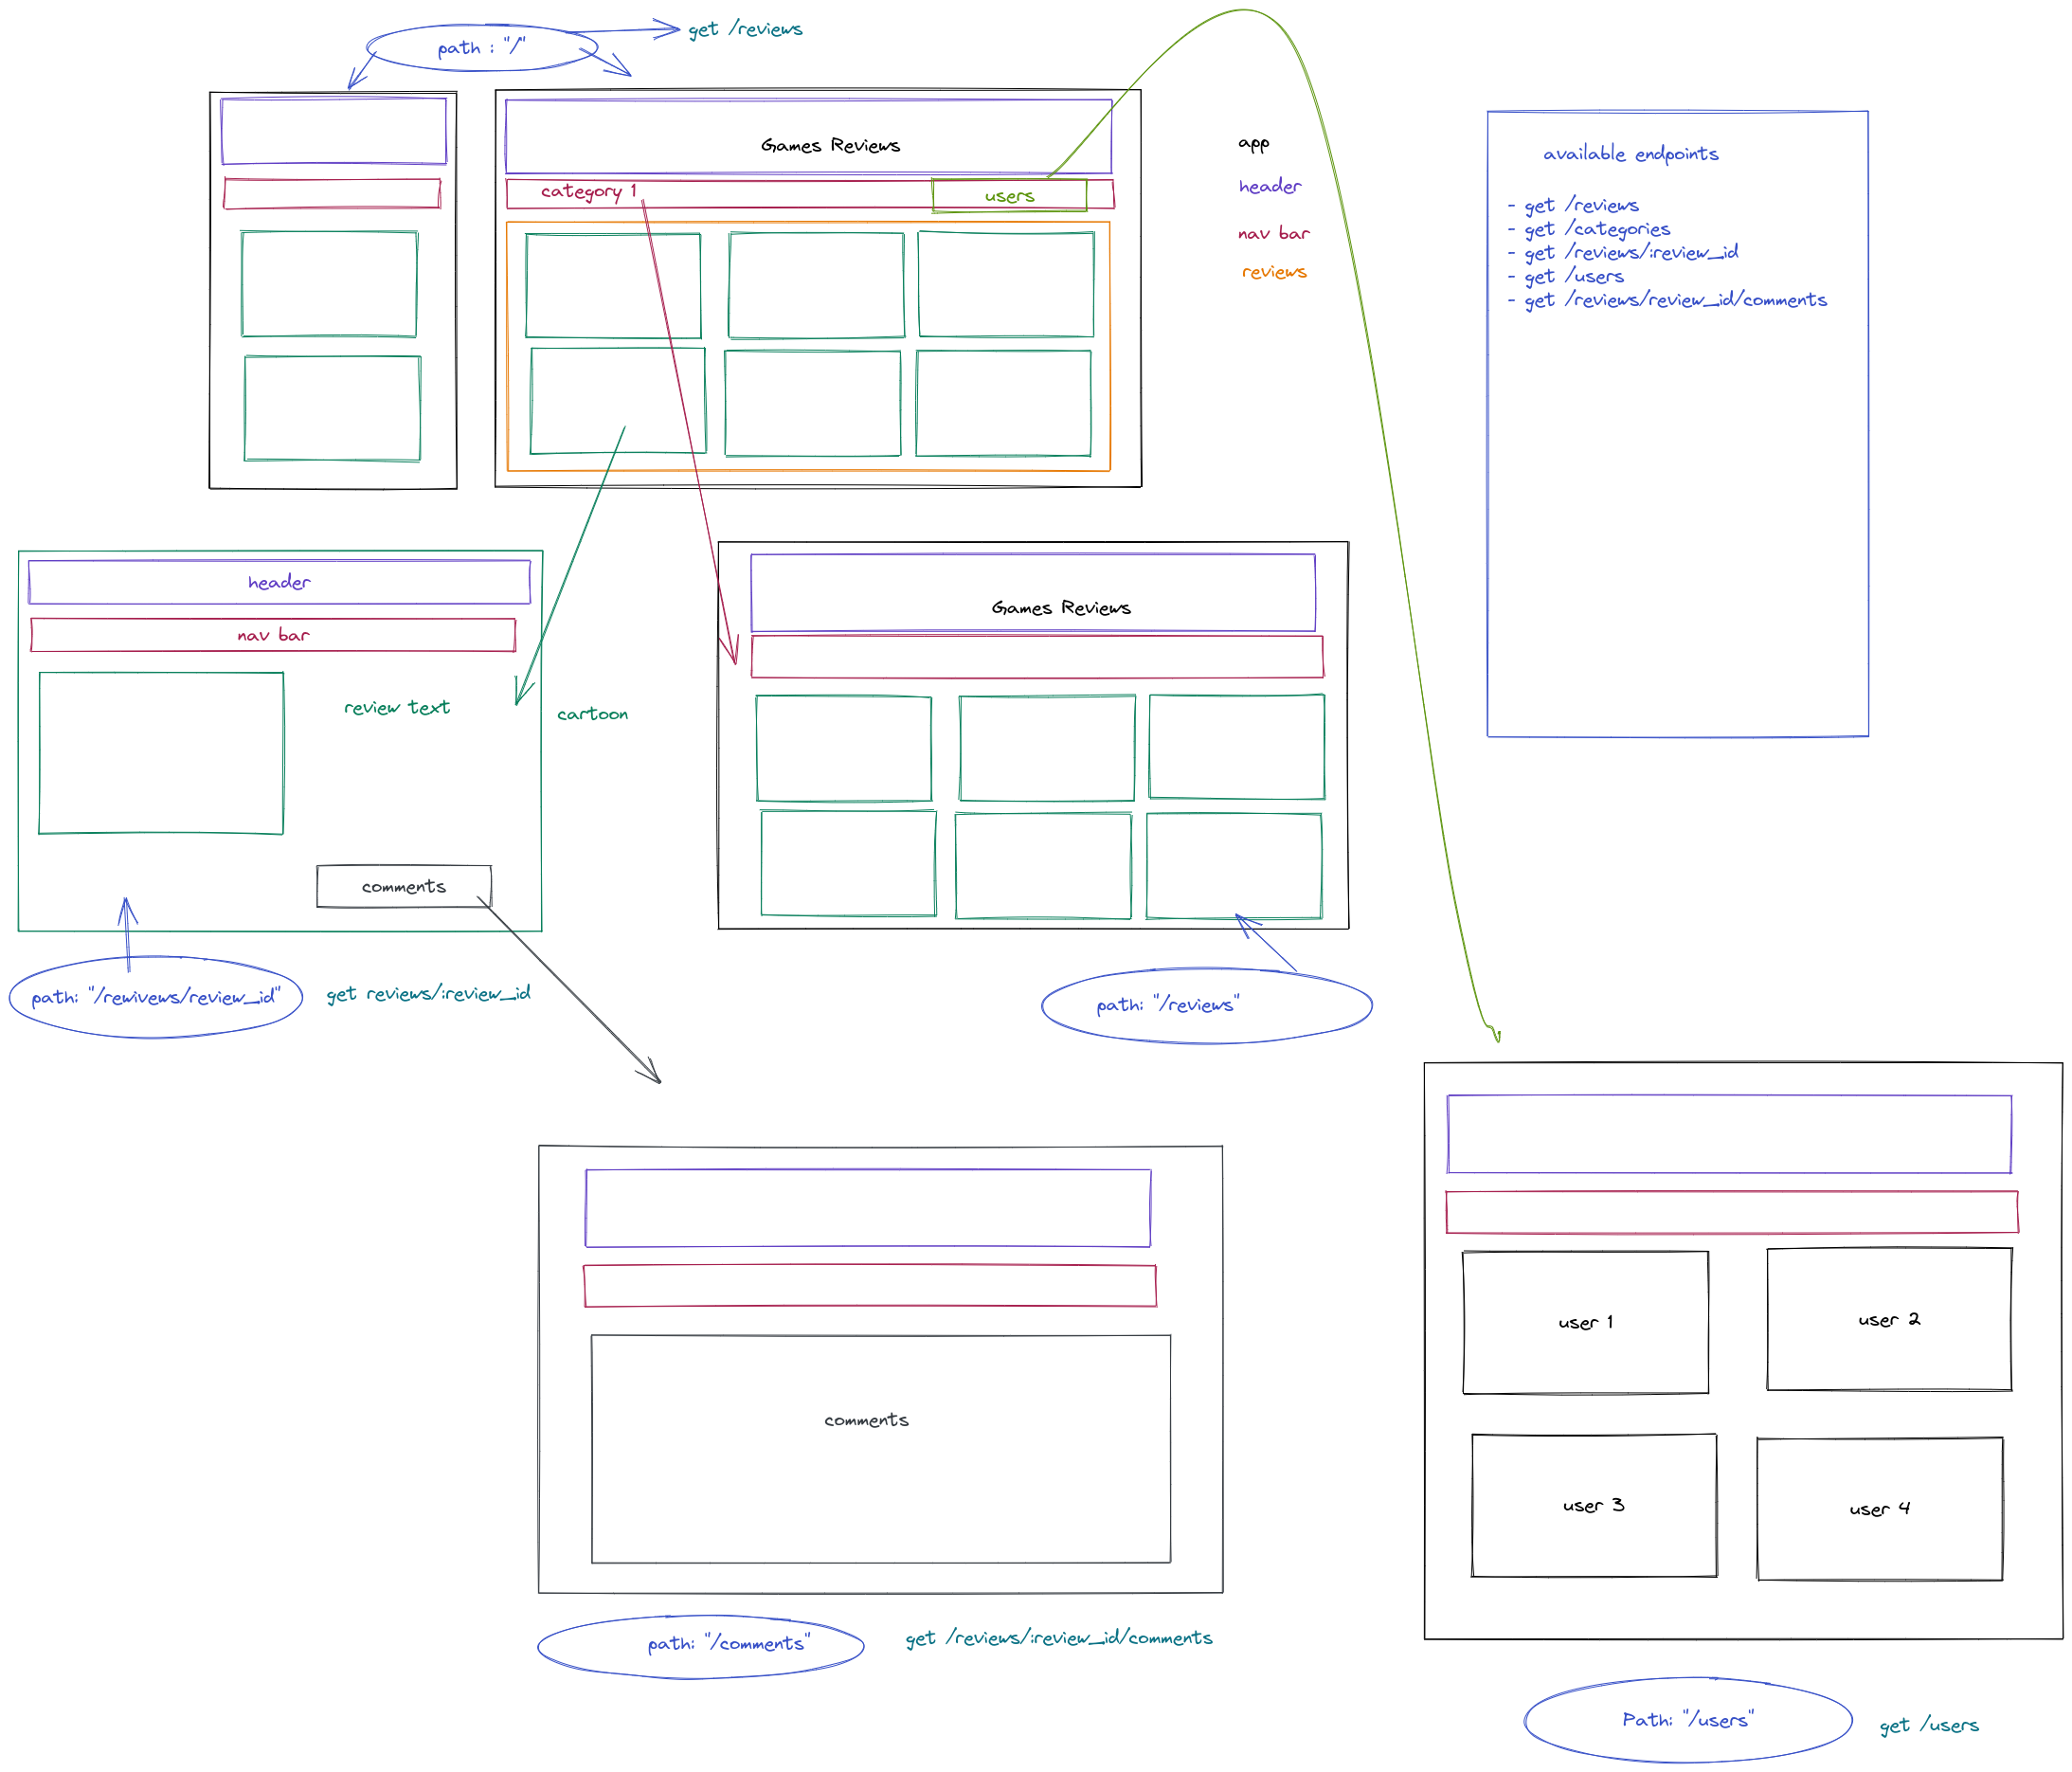 path : "/"
get /reviews
Games Reviews
category 1
users
app
header
nav bar
reviews
available endpoints
- get /reviews
- get /categories
- get /reviews/:review_id
- get /users
- get /reviews/review_id/comments
header
nav bar
review text
cartoon
comments
path: "/rewivews/review_id"
get reviews/:review_id
Games Reviews
path: "/reviews"
comments
path: "/comments"
get /reviews/:review_id/comments
user 1
user 2
user 3
user 4
Path: "/users"
get /users